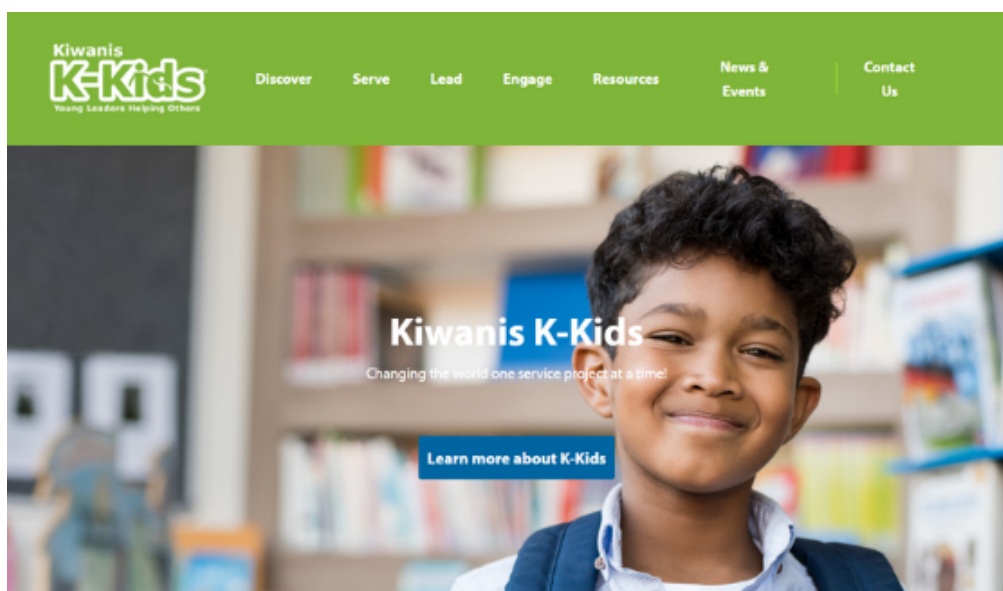 Kiwanis
K-Kids
Young Leaders Helping Others
Discover
Serve
Lead
Engage
Resources
News &
Events
Contact
Us
Kiwanis K-Kids
Changing the world one service project at a time!
Learn more about K-Kids